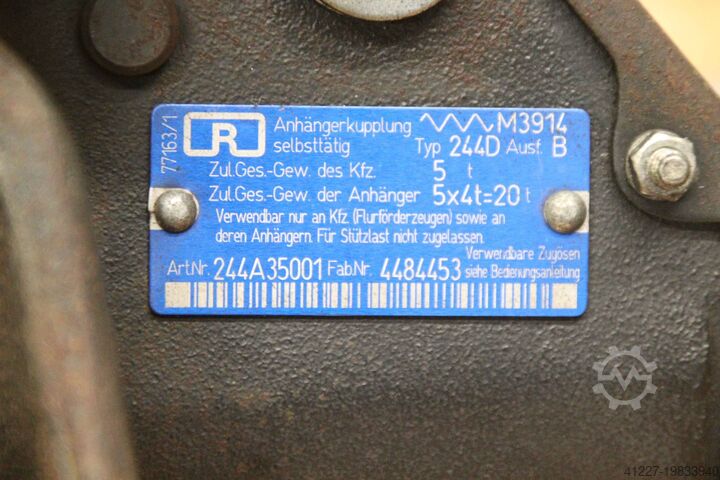 77163/1
R
Anhängerkupplung M3914
selbsttätig Typ 244D Ausf. B
Zul.Ges.-Gew. des Kfz. 5 t
Zul.Ges.-Gew. der Anhänger 5x4t=20 t
Verwendbar nur an Kfz. (Flurförderzeugen) sowie an
deren Anhängern. Für Stützlast nicht zugelassen.
Verwendbare Zugösen
Art.Nr. 244A35001 Fab.Nr. 4484453 siehe Bedienungsanleitung
41227-19833940